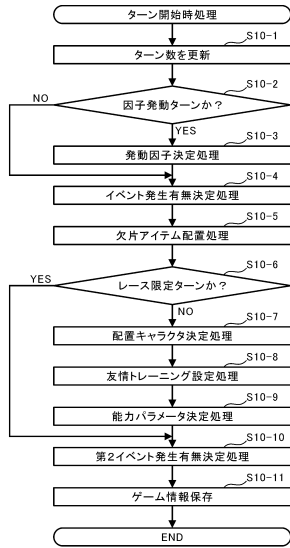 ターン開始時処理
S10-1
ターン数を更新
S10-2
因子発動ターンか？
NO
YES
S10-3
発動因子決定処理
S10-4
イベント発生有無決定処理
S10-5
欠片アイテム配置処理
S10-6
レース限定ターンか？
YES
NO
S10-7
配置キャラクタ決定処理
S10-8
友情トレーニング設定処理
S10-9
能力パラメータ決定処理
S10-10
第2イベント発生有無決定処理
S10-11
ゲーム情報保存
END